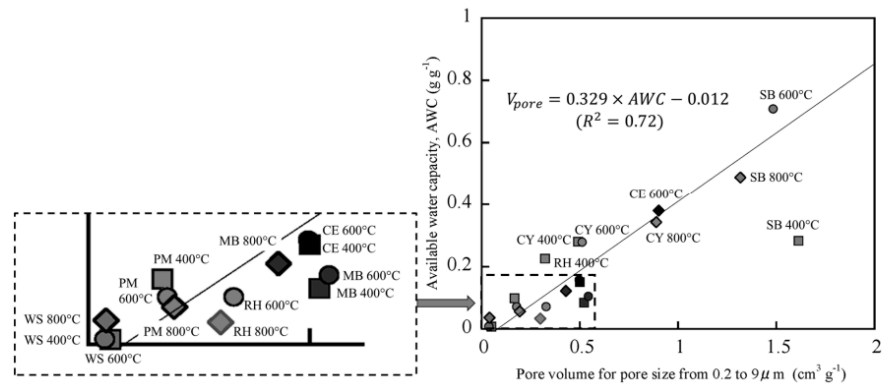 CE 600°C
CE 400°C
MB 800°C
PM 400°C
MB 600°C
MB 400°C
PM
600°C
RH 600°C
WS 800°C
PM 800°C
RH 800°C
WS 400°C
WS 600°C
Available water capacity, AWC (g g⁻¹)
1
0.8
0.6
0.4
0.2
0
V_pore = 0.329 × AWC − 0.012
(R² = 0.72)
SB 600°C
SB 800°C
CE 600°C
SB 400°C
CY 400°C
CY 600°C
CY 800°C
RH 400°C
0
0.5
1
1.5
2
Pore volume for pore size from 0.2 to 9μm (cm³ g⁻¹)